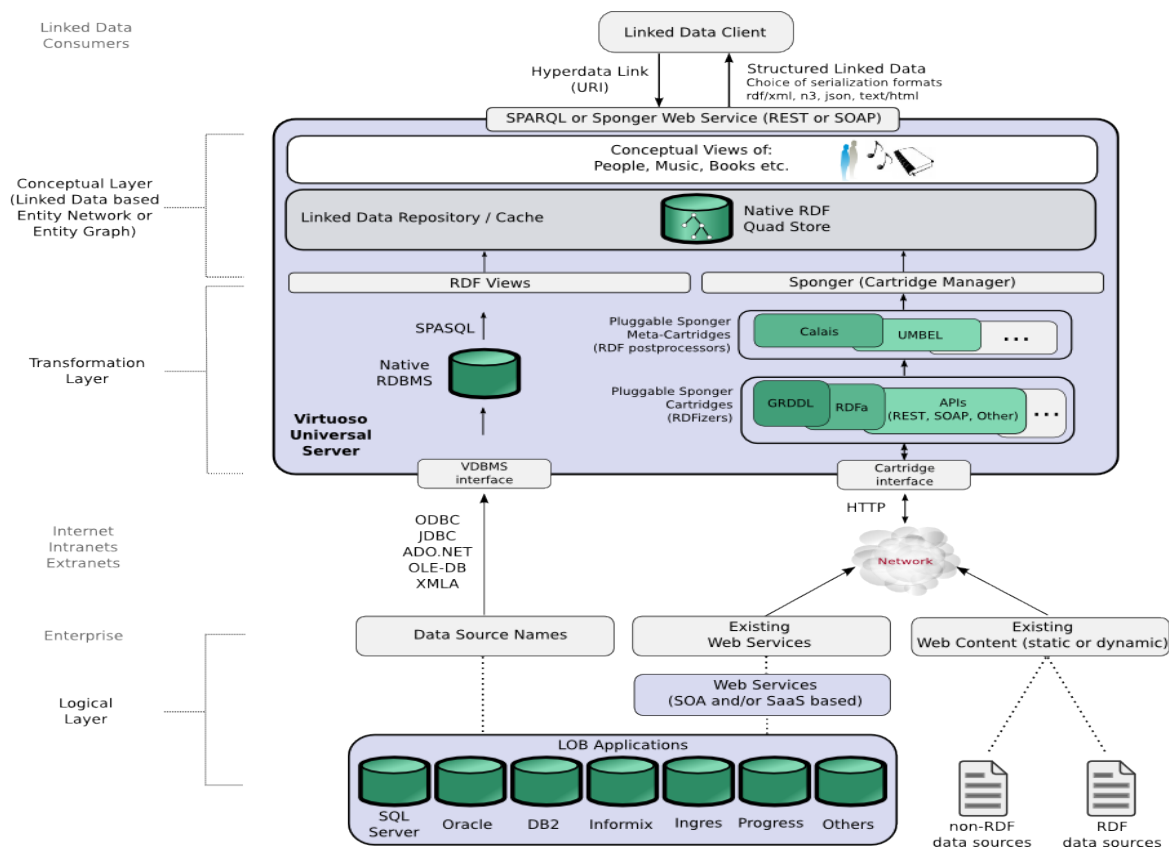 Linked Data
Consumers
Linked Data Client
Hyperdata Link
(URI)
Structured Linked Data
Choice of serialization formats
rdf/xml, n3, json, text/html
SPARQL or Sponger Web Service (REST or SOAP)
Conceptual Views of:
People, Music, Books etc.
Conceptual Layer
(Linked Data based
Entity Network or
Entity Graph)
Linked Data Repository / Cache
Native RDF
Quad Store
RDF Views
Sponger (Cartridge Manager)
SPASQL
Native
RDBMS
Pluggable Sponger
Meta-Cartridges
(RDF postprocessors)
Calais
UMBEL
...
Transformation
Layer
Pluggable Sponger
Cartridges
(RDFizers)
GRDDL
RDFa
APIs
(REST, SOAP, Other)
...
Virtuoso
Universal
Server
VDBMS
interface
Cartridge
interface
HTTP
Internet
Intranets
Extranets
ODBC
JDBC
ADO.NET
OLE-DB
XMLA
Network
Enterprise
Data Source Names
Existing
Web Services
Existing
Web Content (static or dynamic)
Logical
Layer
Web Services
(SOA and/or SaaS based)
LOB Applications
SQL
Server
Oracle
DB2
Informix
Ingres
Progress
Others
non-RDF
data sources
RDF
data sources